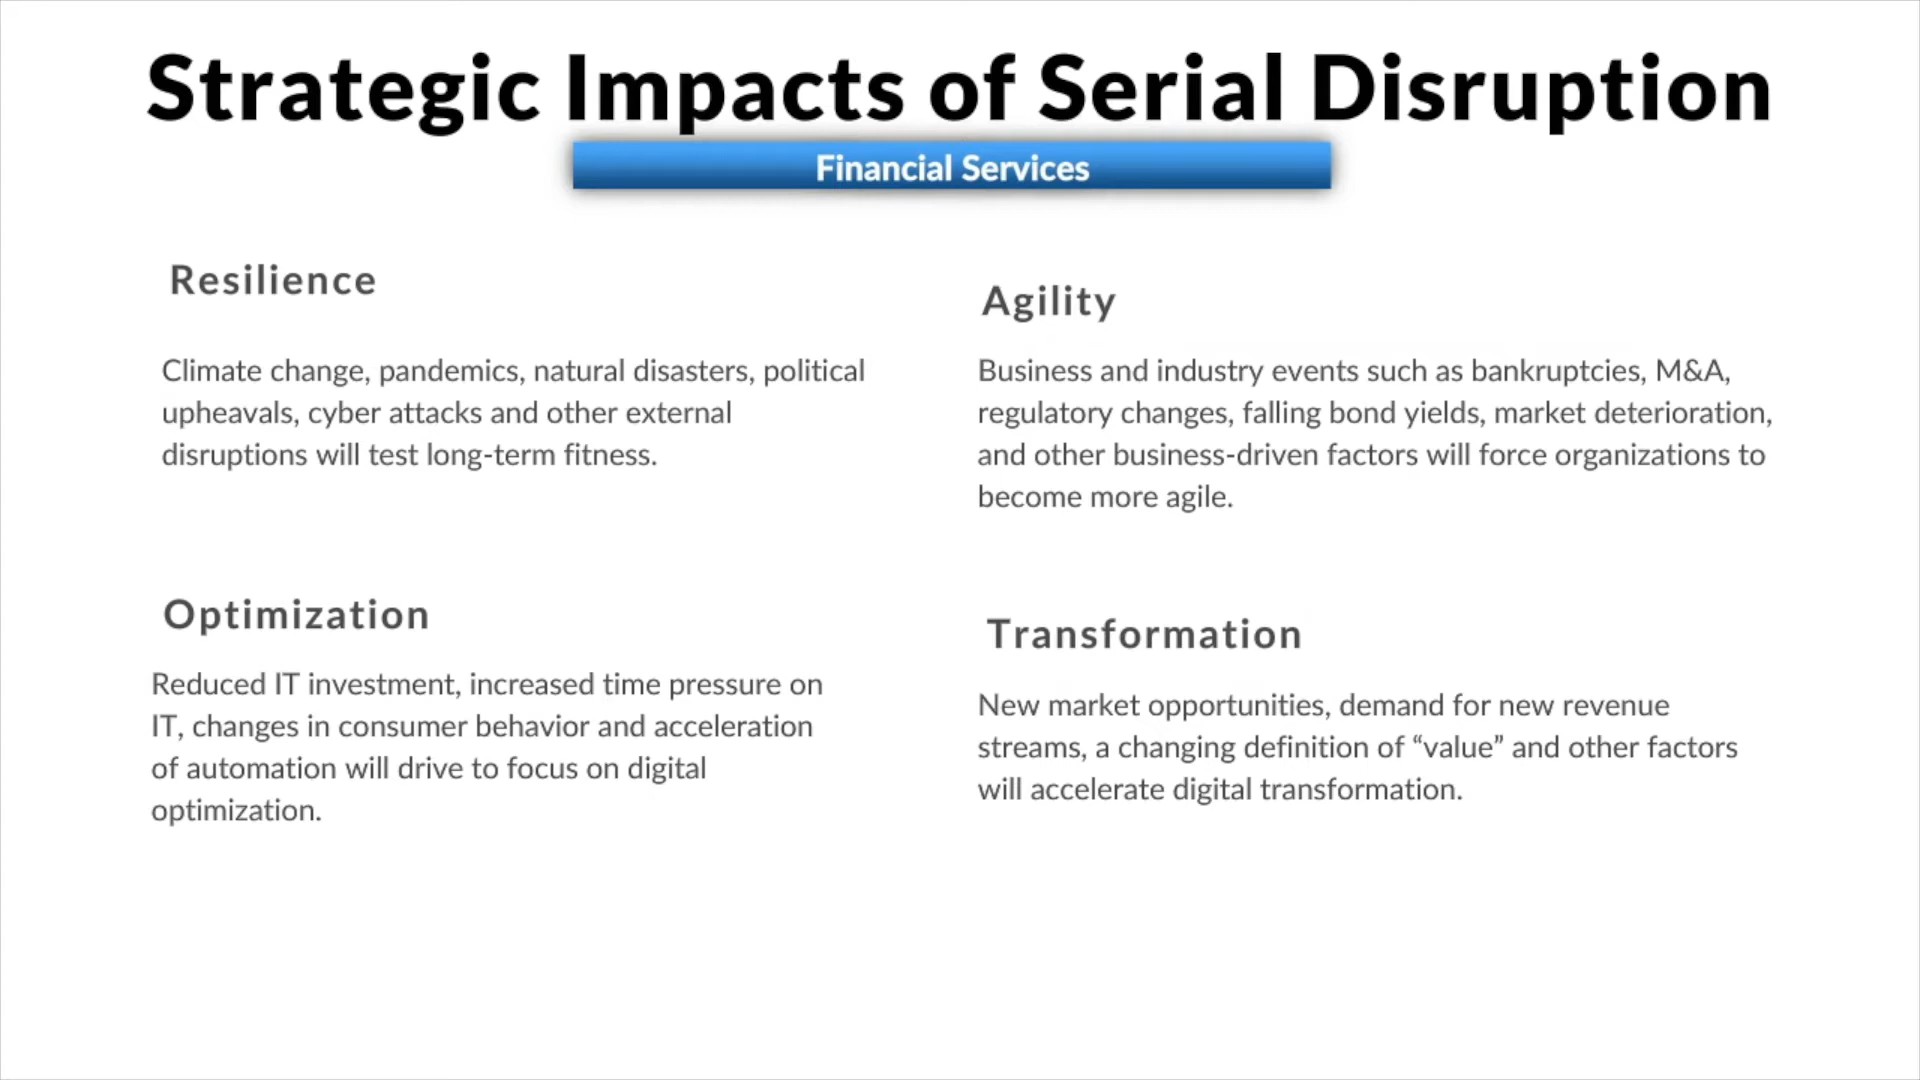 Strategic Impacts of Serial Disruption
Financial Services
Resilience
Climate change, pandemics, natural disasters, political
upheavals, cyber attacks and other external
disruptions will test long-term fitness.
Agility
Business and industry events such as bankruptcies, M&A,
regulatory changes, falling bond yields, market deterioration,
and other business-driven factors will force organizations to
become more agile.
Optimization
Reduced IT investment, increased time pressure on
IT, changes in consumer behavior and acceleration
of automation will drive to focus on digital
optimization.
Transformation
New market opportunities, demand for new revenue
streams, a changing definition of “value” and other factors
will accelerate digital transformation.